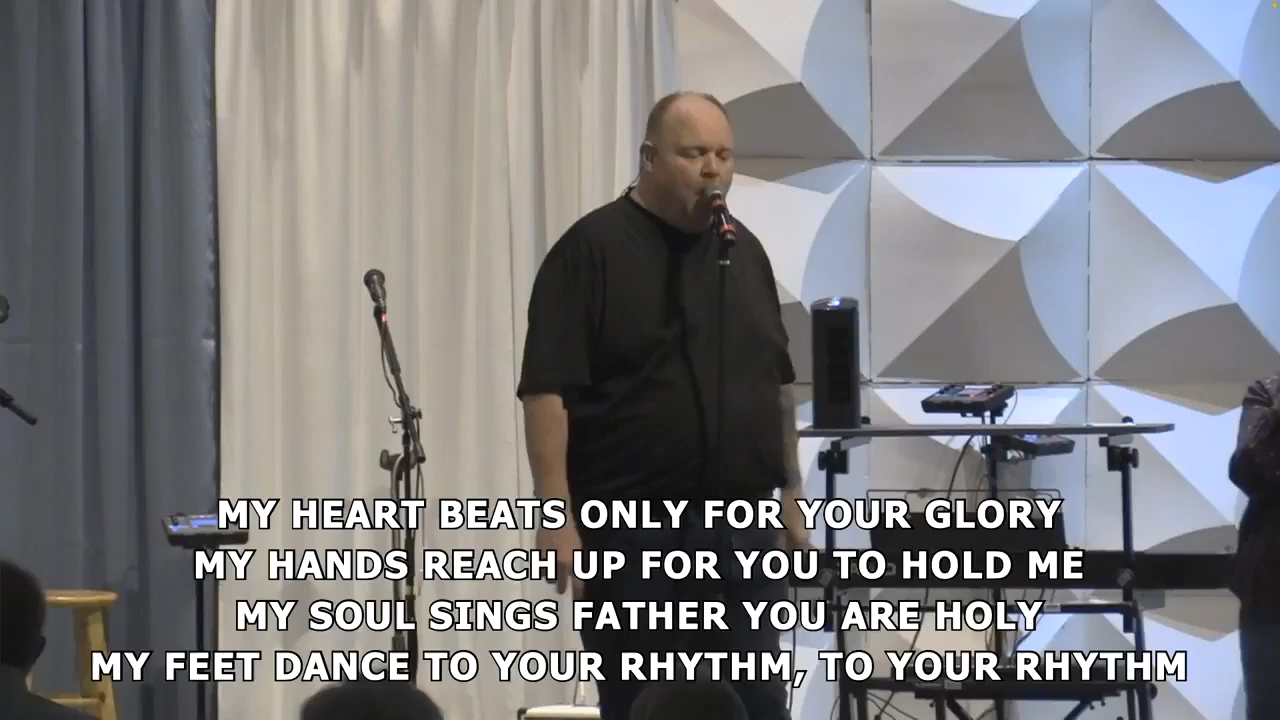 MY HEART BEATS ONLY FOR YOUR GLORY
MY HANDS REACH UP FOR YOU TO HOLD ME
MY SOUL SINGS FATHER YOU ARE HOLY
MY FEET DANCE TO YOUR RHYTHM, TO YOUR RHYTHM